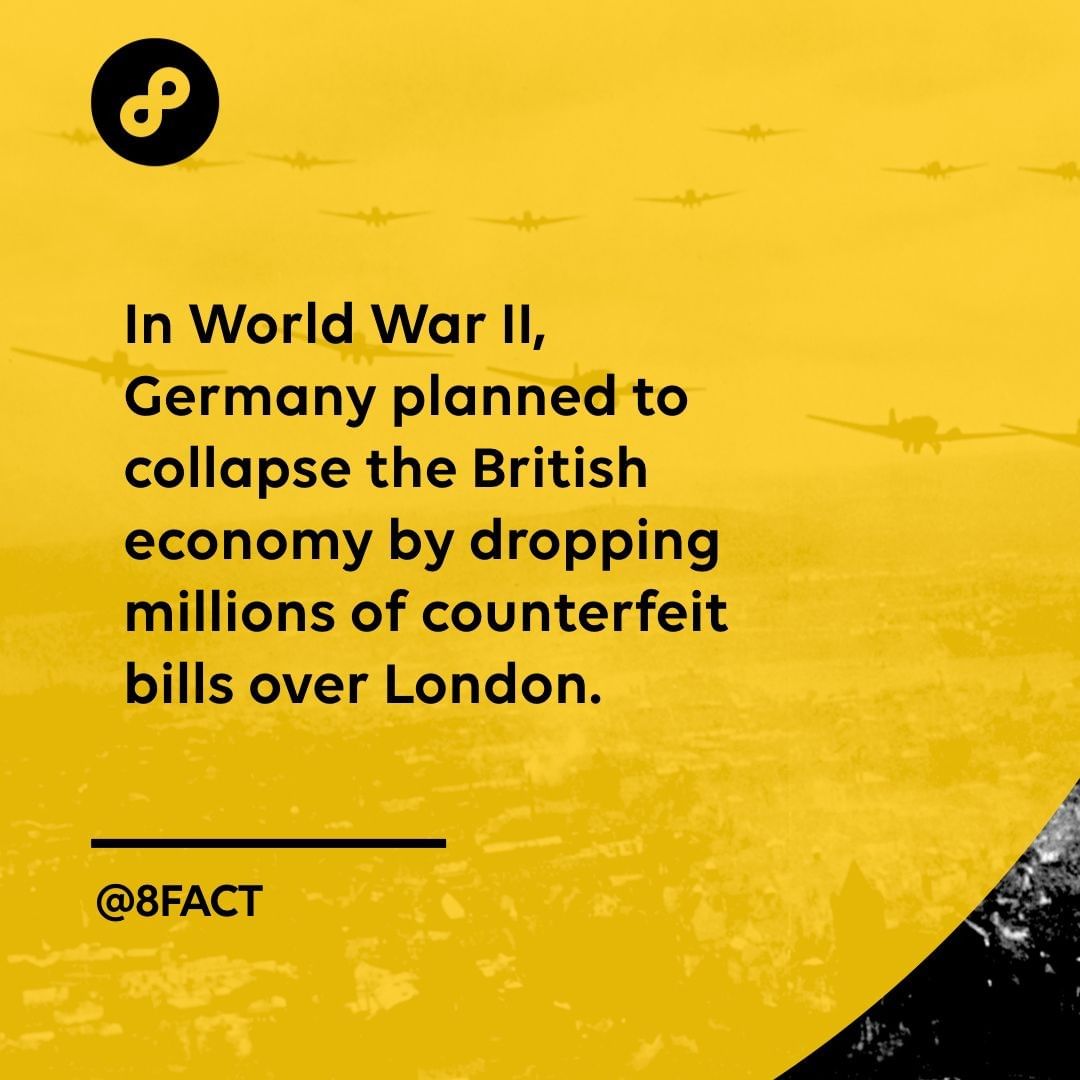 In World War II,
Germany planned to
collapse the British
economy by dropping
millions of counterfeit
bills over London.
@8FACT